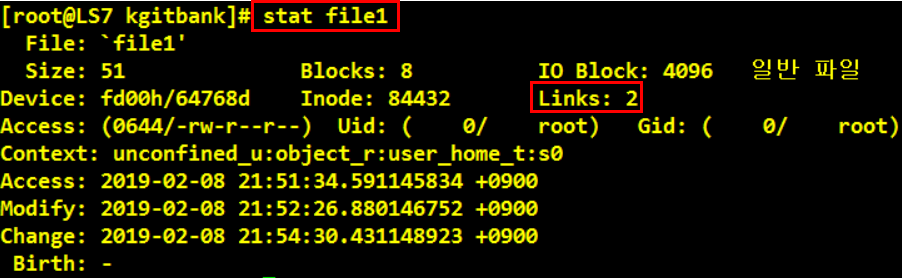 [root@LS7 kgitbank]# stat file1
File: `file1'
Size: 51 Blocks: 8 IO Block: 4096 일반 파일
Device: fd00h/64768d Inode: 84432 Links: 2
Access: (0644/-rw-r--r--) Uid: ( 0/ root) Gid: ( 0/ root)
Context: unconfined_u:object_r:user_home_t:s0
Access: 2019-02-08 21:51:34.591145834 +0900
Modify: 2019-02-08 21:52:26.880146752 +0900
Change: 2019-02-08 21:54:30.431148923 +0900
Birth: -